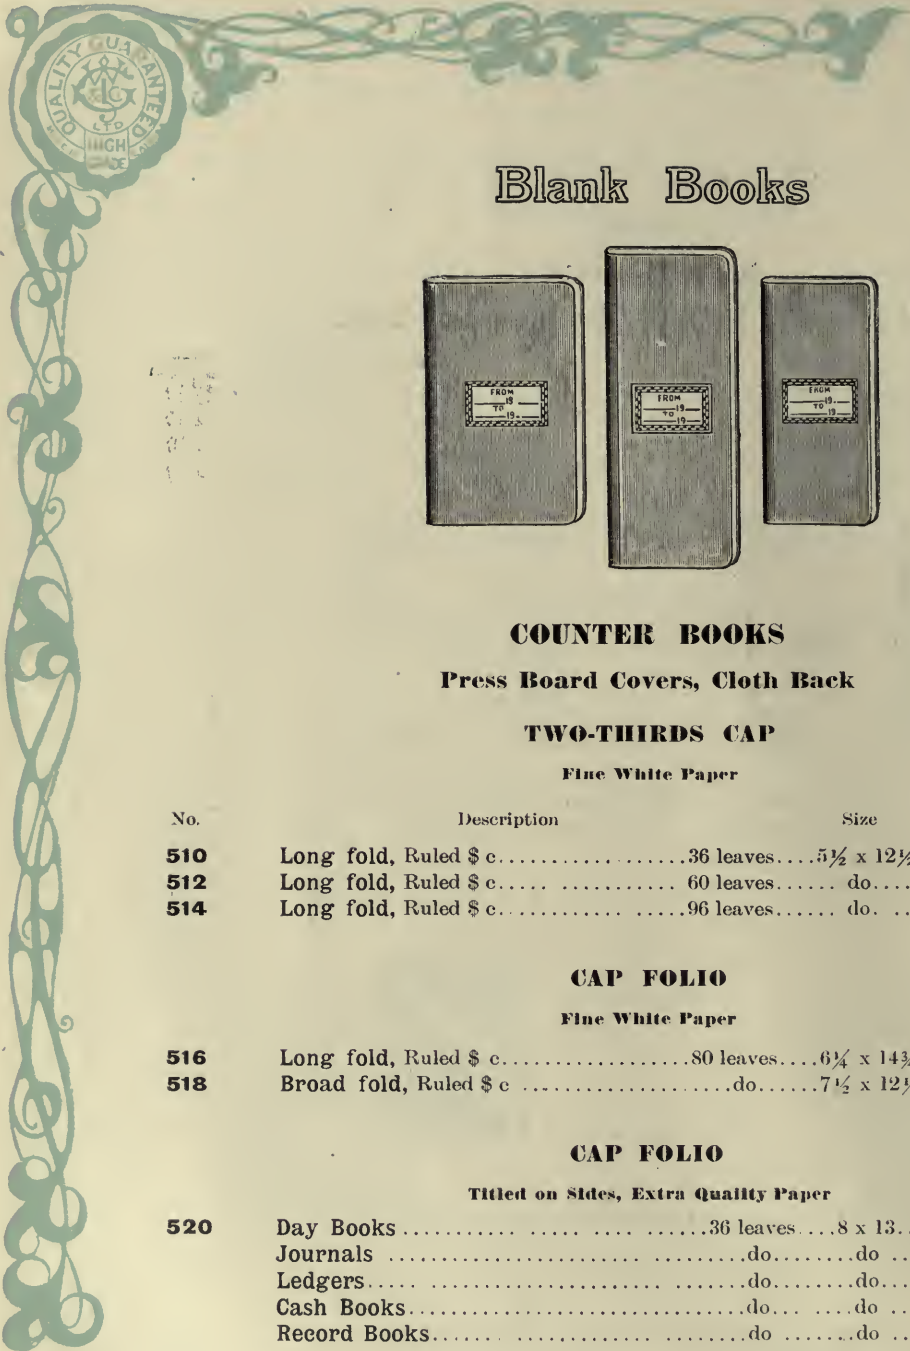 QUALITY GUARANTEED
LTD
HIGH
GRADE
Blank Books
FROM
19
TO
19
FROM
19
TO
19
FROM
19
TO
19
COUNTER BOOKS
Press Board Covers, Cloth Back
TWO-THIRDS CAP
Fine White Paper
No. Description Size
510 Long fold, Ruled $ c. 36 leaves. 5½ x 12½
512 Long fold, Ruled $ c. 60 leaves. do.
514 Long fold, Ruled $ c. 96 leaves. do.
CAP FOLIO
Fine White Paper
516 Long fold, Ruled $ c. 80 leaves. 6¼ x 14¾
518 Broad fold, Ruled $ c do. 7½ x 12½
CAP FOLIO
Titled on Sides, Extra Quality Paper
520 Day Books 36 leaves 8 x 13.
Journals do. do
Ledgers do. do.
Cash Books do. do
Record Books do do